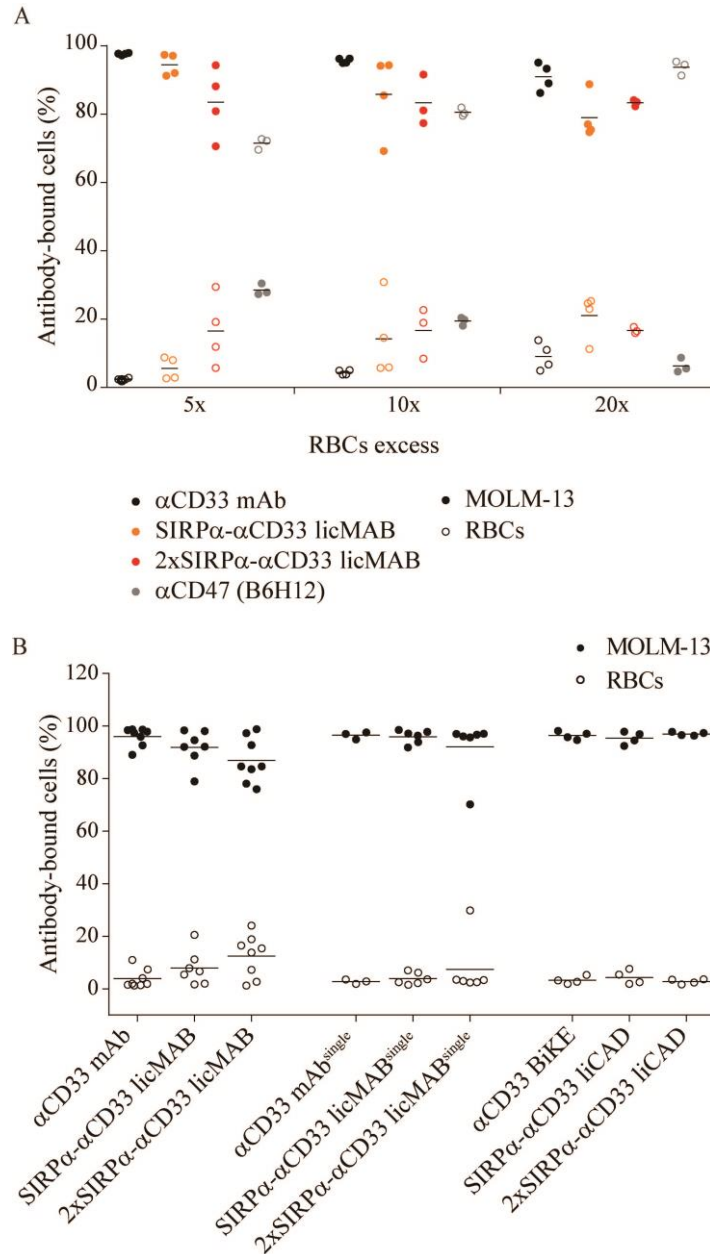 A
Antibody-bound cells (%)
100
80
60
40
20
0
5x 10x 20x
RBCs excess
αCD33 mAb MOLM-13
SIRPα-αCD33 licMAB RBCs
2xSIRPα-αCD33 licMAB
αCD47 (B6H12)
B
MOLM-13
RBCs
Antibody-bound cells (%)
120
100
80
60
40
20
0
αCD33 mAb
SIRPα-αCD33 licMAB
2xSIRPα-αCD33 licMAB
αCD33 mAbsingle
SIRPα-αCD33 licMABsingle
2xSIRPα-αCD33 licMABsingle
αCD33 BiKE
SIRPα-αCD33 liCAD
2xSIRPα-αCD33 liCAD